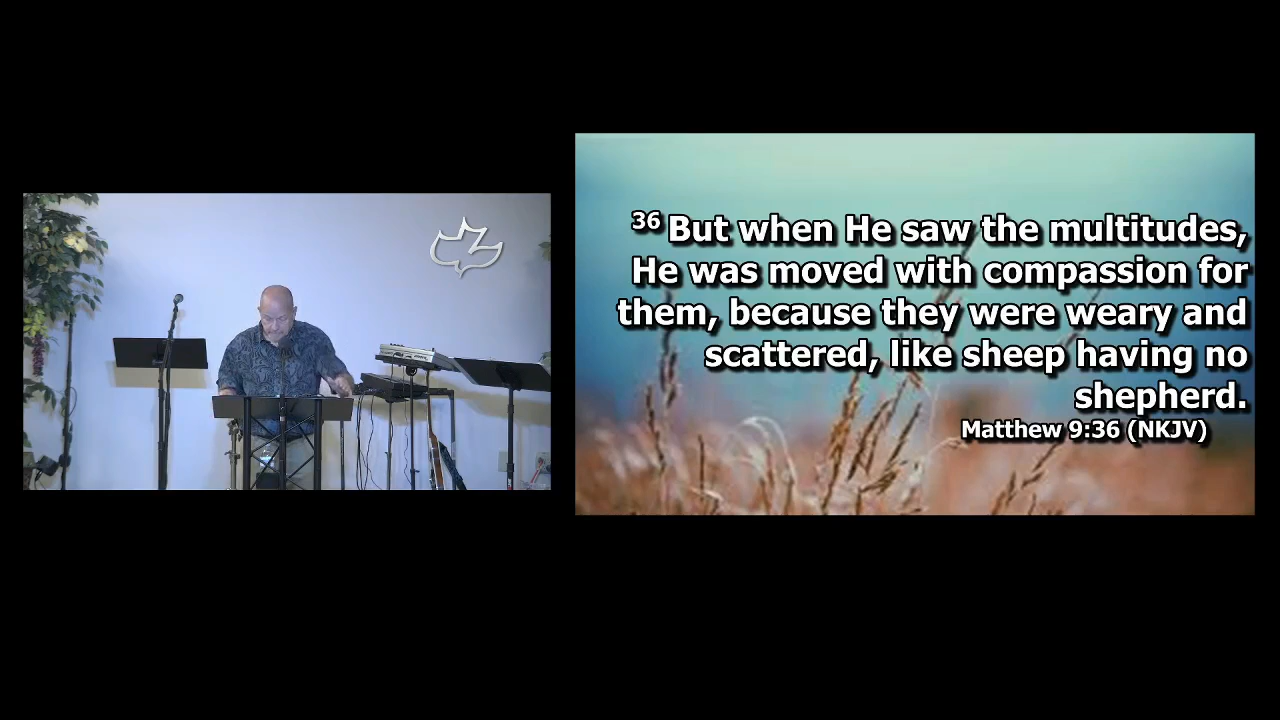 36 But when He saw the multitudes,
He was moved with compassion for
them, because they were weary and
scattered, like sheep having no
shepherd.
Matthew 9:36 (NKJV)